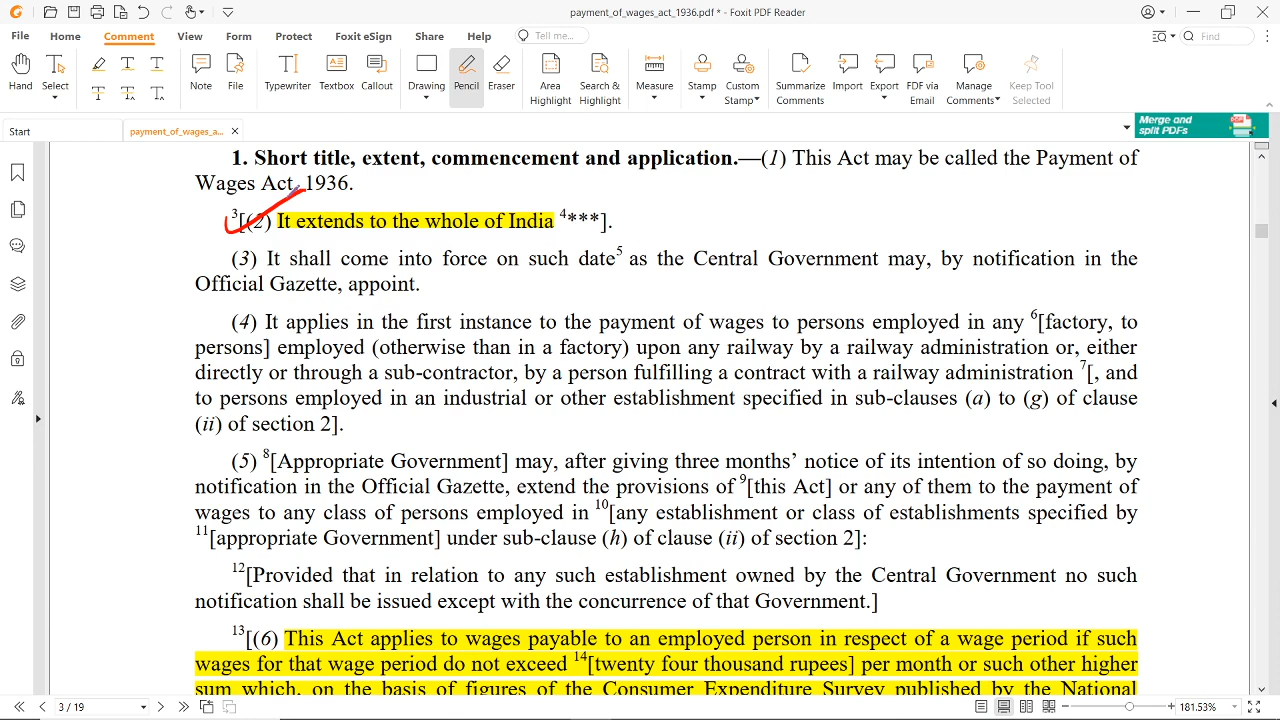 payment_of_wages_act_1936.pdf * - Foxit PDF Reader
File Home Comment View Form Protect Foxit eSign Share Help Tell me... Find
Hand Select Note File Typewriter Textbox Callout Drawing Pencil Eraser Area Highlight Search & Highlight Measure Stamp Custom Stamp Summarize Comments Import Export FDF via Email Manage Comments Keep Tool Selected
Start payment_of_wages_a... Merge and split PDFs
1. Short title, extent, commencement and application.—(1) This Act may be called the Payment of
Wages Act, 1936.
3[(2) It extends to the whole of India 4***].
(3) It shall come into force on such date5 as the Central Government may, by notification in the
Official Gazette, appoint.
(4) It applies in the first instance to the payment of wages to persons employed in any 6[factory, to
persons] employed (otherwise than in a factory) upon any railway by a railway administration or, either
directly or through a sub-contractor, by a person fulfilling a contract with a railway administration 7[, and
to persons employed in an industrial or other establishment specified in sub-clauses (a) to (g) of clause
(ii) of section 2].
(5) 8[Appropriate Government] may, after giving three months’ notice of its intention of so doing, by
notification in the Official Gazette, extend the provisions of 9[this Act] or any of them to the payment of
wages to any class of persons employed in 10[any establishment or class of establishments specified by
11[appropriate Government] under sub-clause (h) of clause (ii) of section 2]:
12[Provided that in relation to any such establishment owned by the Central Government no such
notification shall be issued except with the concurrence of that Government.]
13[(6) This Act applies to wages payable to an employed person in respect of a wage period if such
wages for that wage period do not exceed 14[twenty four thousand rupees] per month or such other higher
sum which, on the basis of figures of the Consumer Expenditure Survey published by the National
3 / 19 181.53%